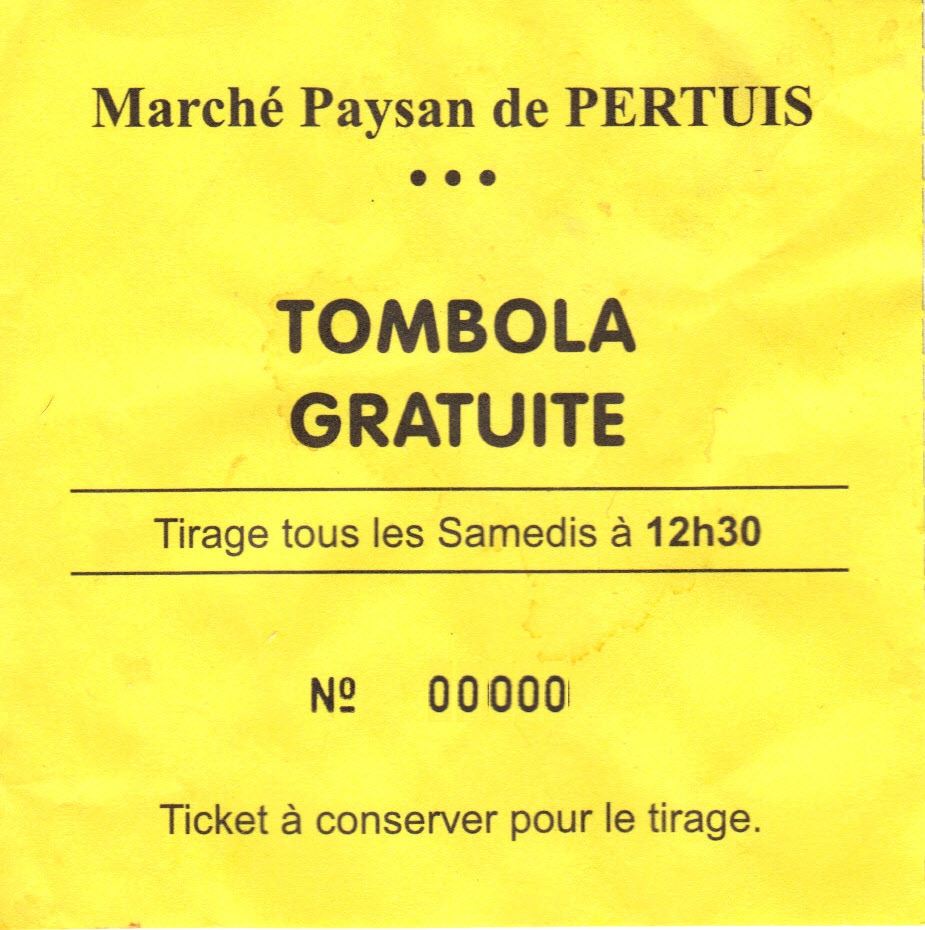 Marché Paysan de PERTUIS
• • •
TOMBOLA
GRATUITE
Tirage tous les Samedis à 12h30
Nº 00000
Ticket à conserver pour le tirage.